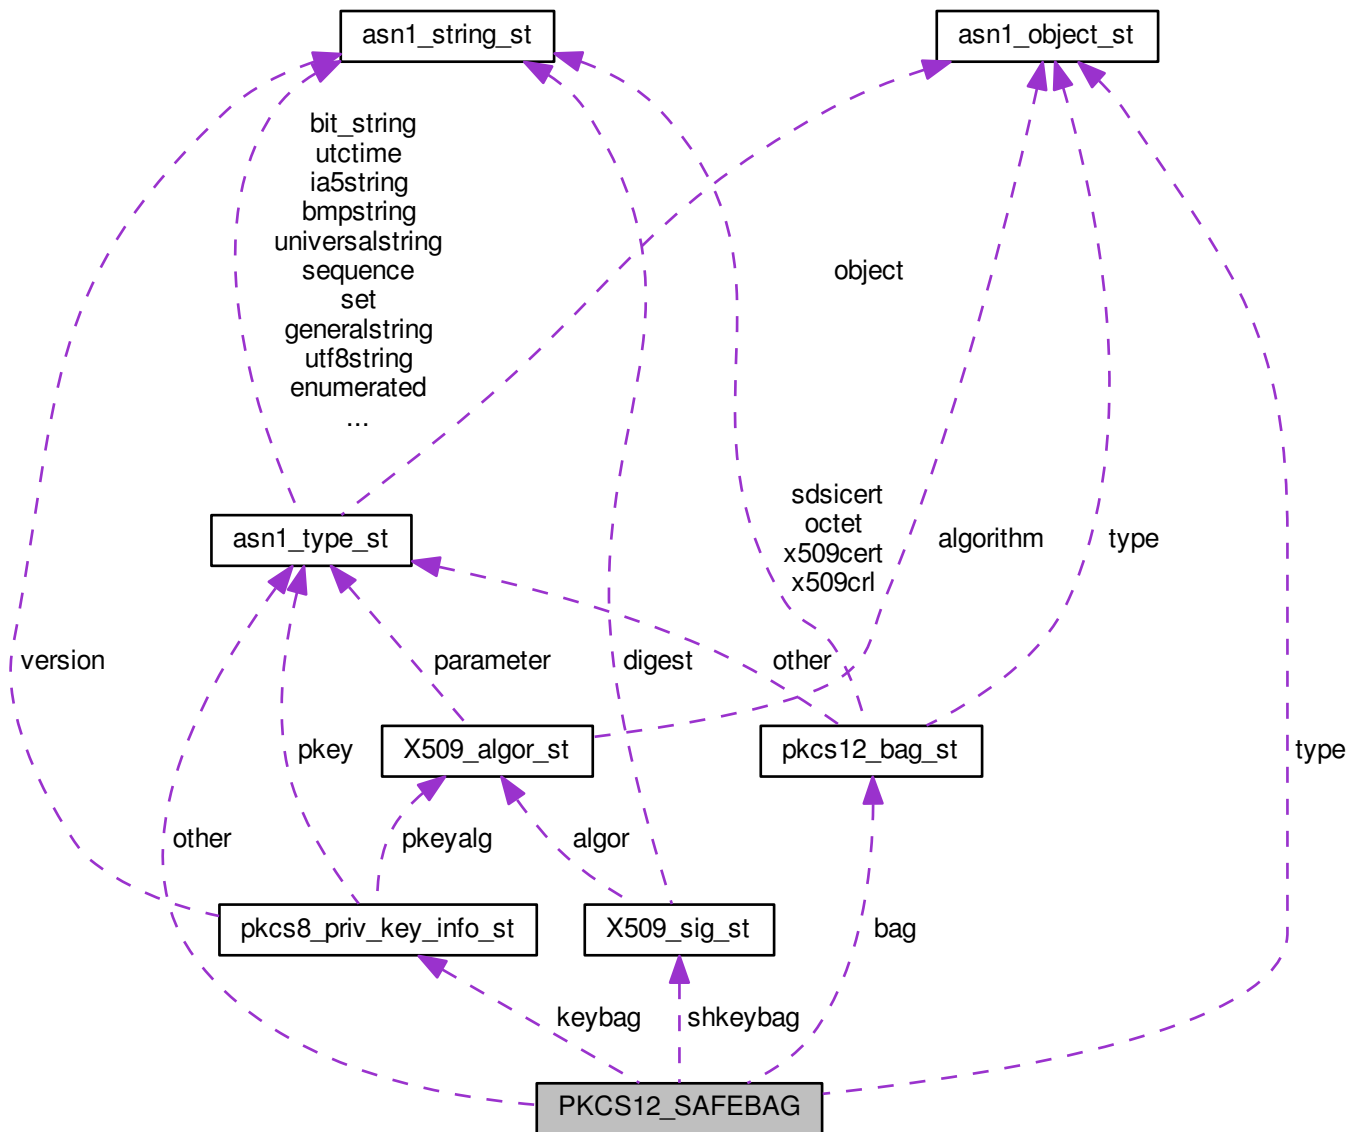 asn1_string_st
asn1_object_st
bit_string
utctime
ia5string
bmpstring
universalstring
sequence
object
set
generalstring
utf8string
enumerated
...
sdsicert
octet
asn1_type_st
algorithm
type
x509cert
x509crl
version
parameter
digest
other
pkey
X509_algor_st
pkcs12_bag_st
type
other
pkeyalg
algor
pkcs8_priv_key_info_st
X509_sig_st
bag
keybag
shkeybag
PKCS12_SAFEBAG